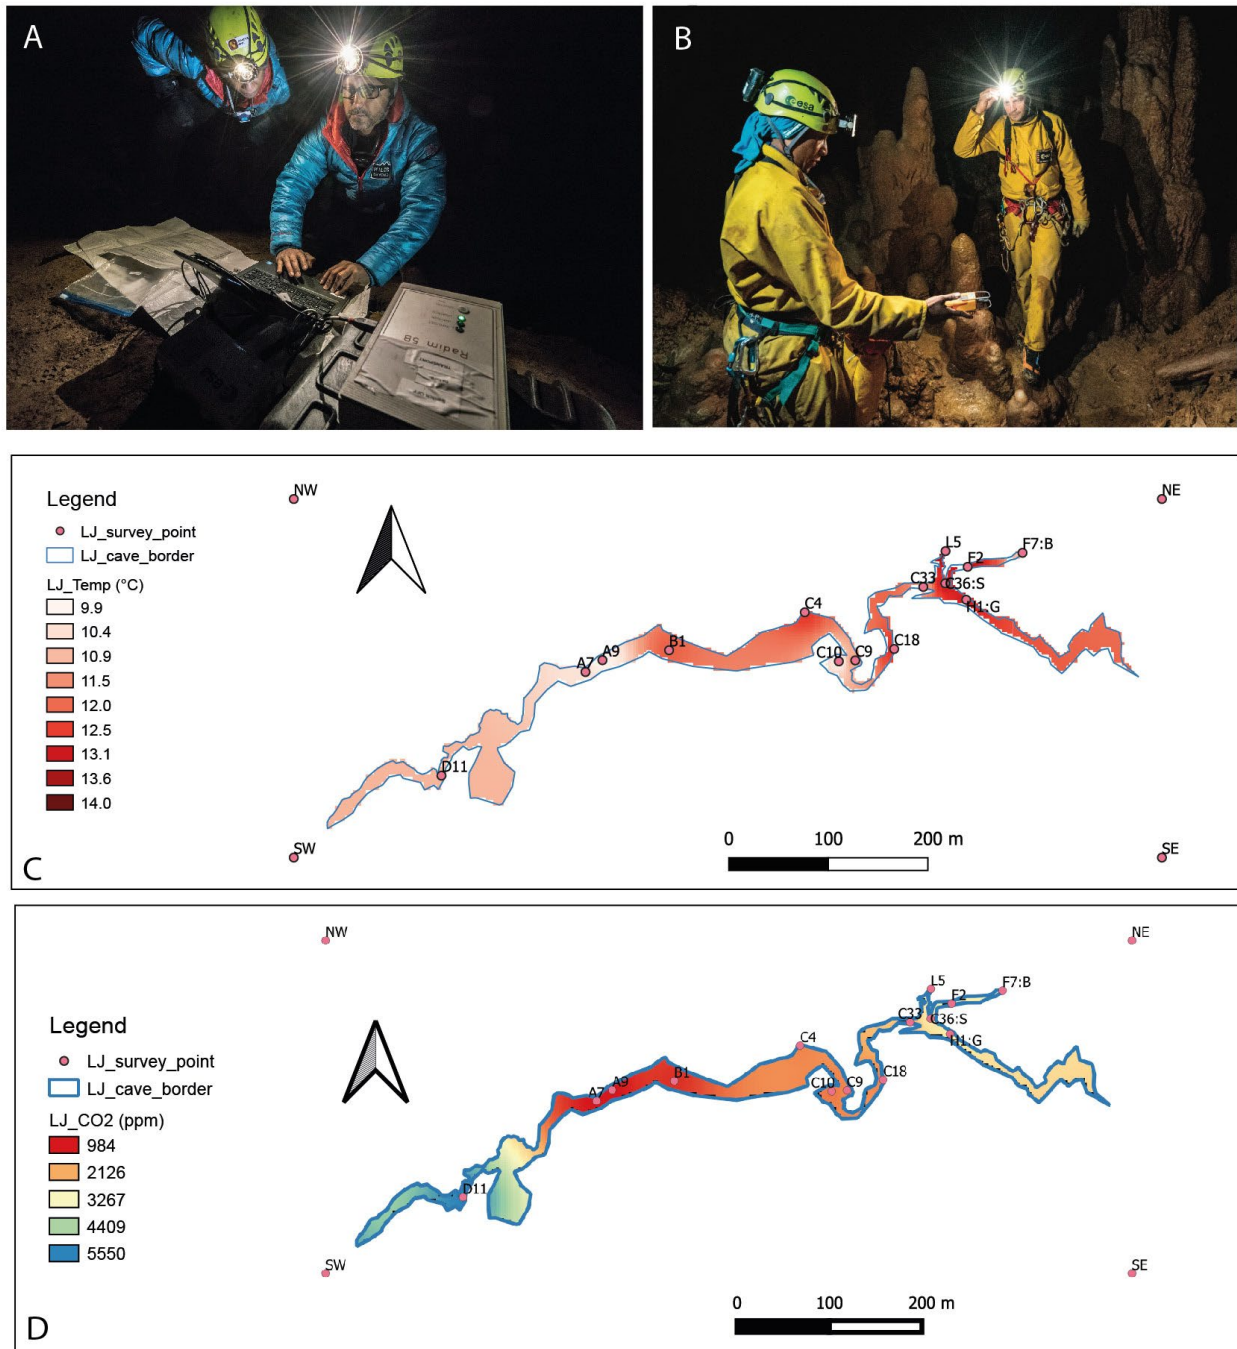 A
esa
Radim 5B
B
Legend
LJ_survey_point
LJ_cave_border
LJ_Temp (°C)
9.9
10.4
10.9
11.5
12.0
12.5
13.1
13.6
14.0
NW
NE
L5
F2
F7:B
C33
C36:S
H1:G
C4
C18
C10
C9
B1
A9
A7
D11
0 100 200 m
SW
SE
C
NW
NE
L5
F2
F7:B
C33
C36:S
H1:G
C4
C18
C10
C9
B1
A9
A7
D11
Legend
LJ_survey_point
LJ_cave_border
LJ_CO2 (ppm)
984
2126
3267
4409
5550
SW
SE
0 100 200 m
D